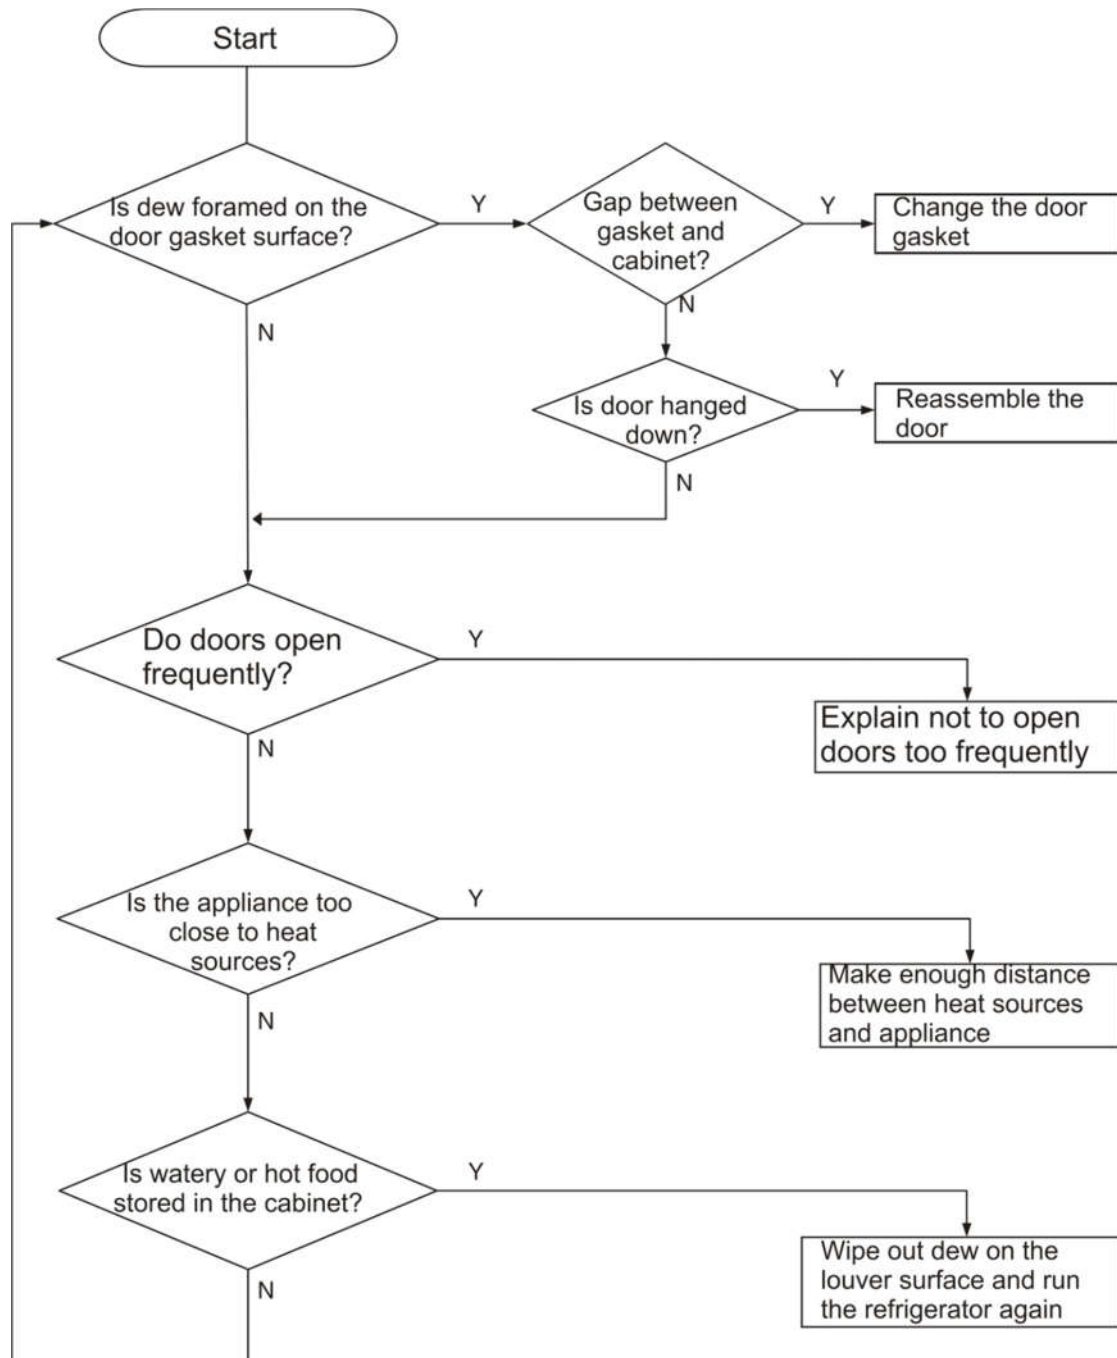 Start
Is dew foramed on the
door gasket surface?
Y
Gap between
gasket and
cabinet?
Y
Change the door
gasket
N
N
Is door hanged
down?
Y
Reassemble the
door
N
Do doors open
frequently?
Y
Explain not to open
doors too frequently
N
Is the appliance too
close to heat
sources?
Y
Make enough distance
between heat sources
and appliance
N
Is watery or hot food
stored in the cabinet?
Y
Wipe out dew on the
louver surface and run
the refrigerator again
N